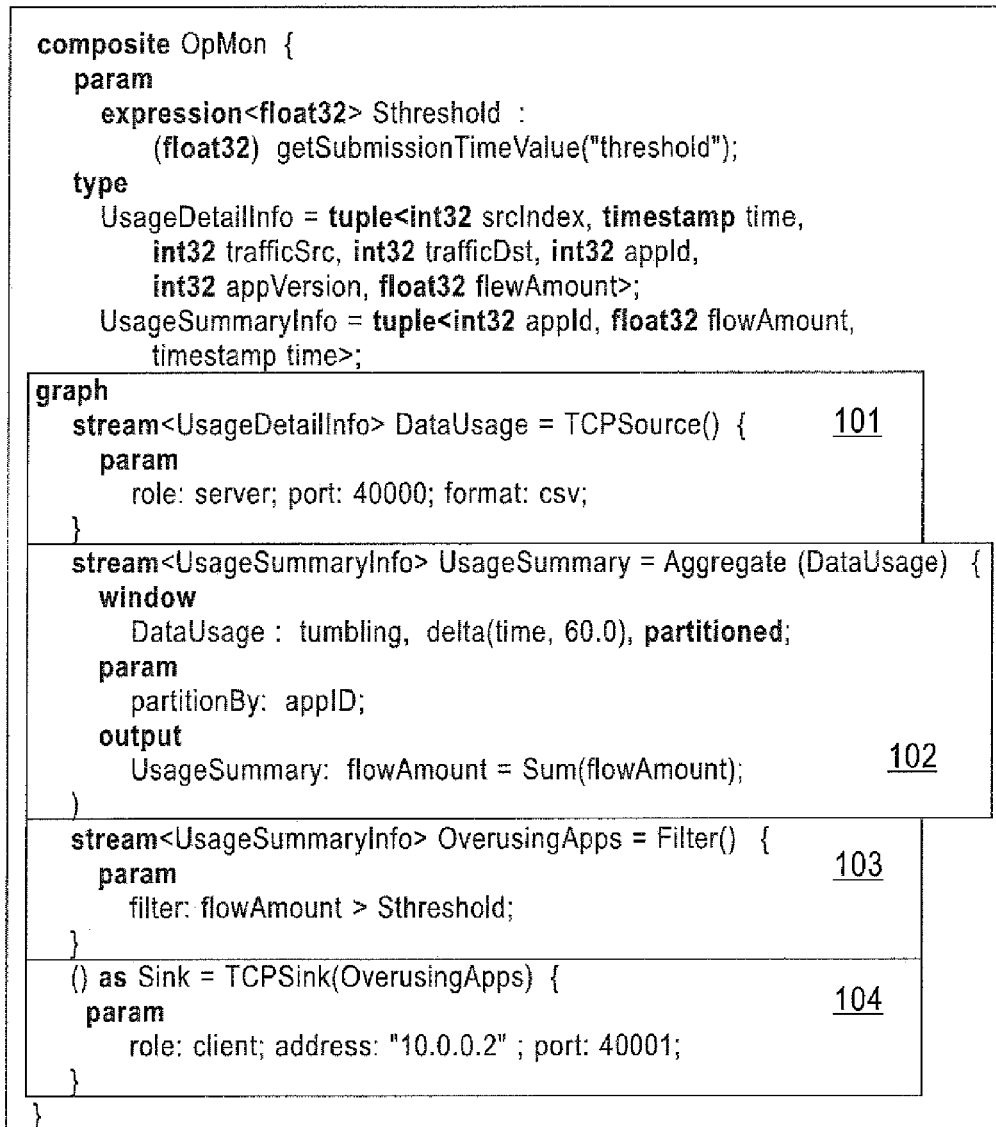 composite OpMon {
param
expression<float32> Sthreshold :
(float32) getSubmissionTimeValue("threshold");
type
UsageDetailInfo = tuple<int32 srcIndex, timestamp time,
int32 trafficSrc, int32 trafficDst, int32 appId,
int32 appVersion, float32 flewAmount>;
UsageSummaryInfo = tuple<int32 appId, float32 flowAmount,
timestamp time>;
graph
stream<UsageDetailInfo> DataUsage = TCPSource() { 101
param
role: server; port: 40000; format: csv;
}
stream<UsageSummaryInfo> UsageSummary = Aggregate (DataUsage) {
window
DataUsage : tumbling, delta(time, 60.0), partitioned;
param
partitionBy: appID;
output
UsageSummary: flowAmount = Sum(flowAmount); 102
)
stream<UsageSummaryInfo> OverusingApps = Filter() {
param 103
filter: flowAmount > Sthreshold;
}
() as Sink = TCPSink(OverusingApps) {
param 104
role: client; address: "10.0.0.2" ; port: 40001;
}
}